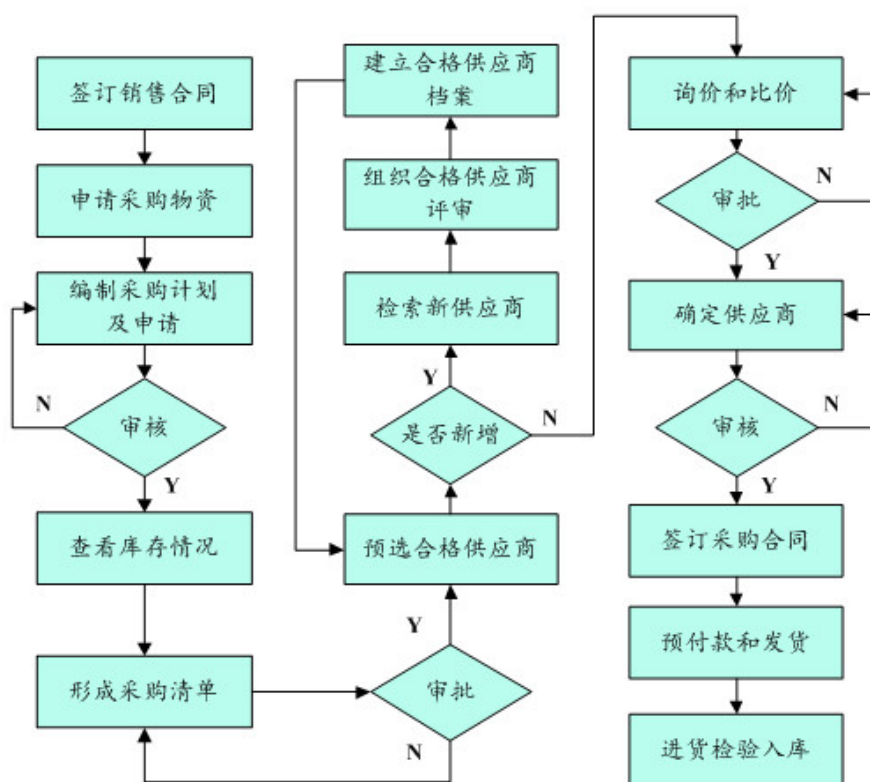 签订销售合同
申请采购物资
编制采购计划
及申请
N
审核
Y
查看库存情况
形成采购清单
建立合格供应商
档案
组织合格供应商
评审
检索新供应商
Y
是否新增
N
预选合格供应商
Y
审批
N
询价和比价
审批
N
Y
确定供应商
审核
N
Y
签订采购合同
预付款和发货
进货检验入库